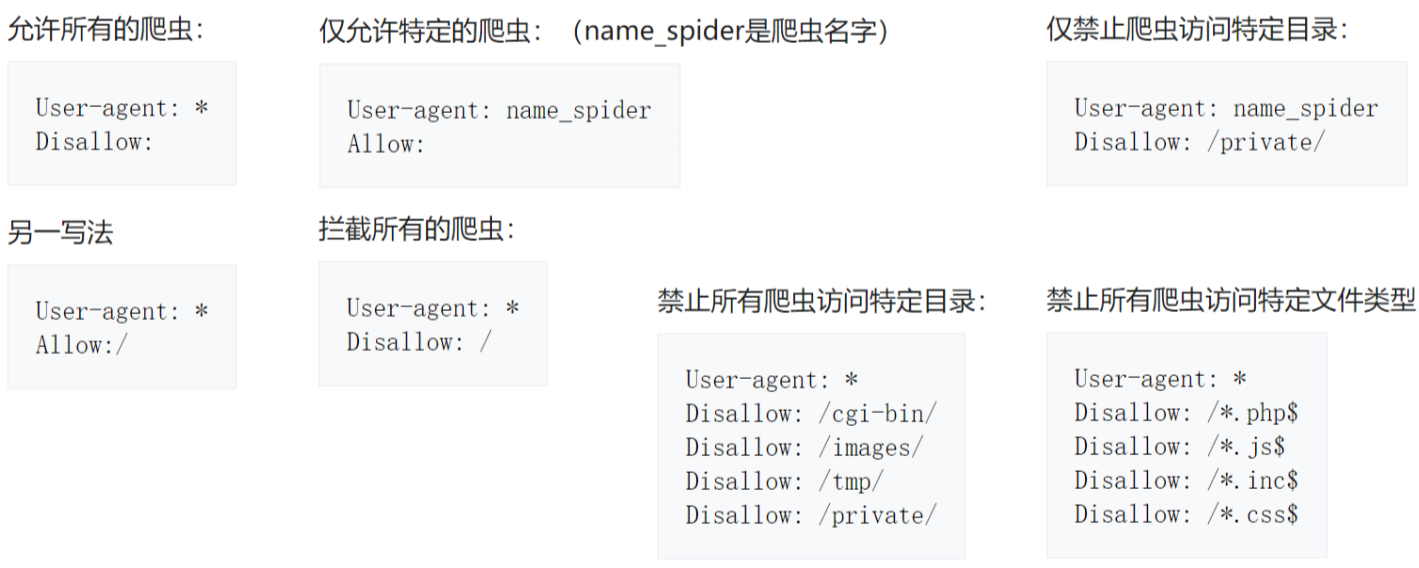 允许所有的爬虫：
User-agent: *
Disallow:
另一写法
User-agent: *
Allow:/
仅允许特定的爬虫：（name_spider是爬虫名字）
User-agent: name_spider
Allow:
拦截所有的爬虫：
User-agent: *
Disallow: /
禁止所有爬虫访问特定目录：
User-agent: *
Disallow: /cgi-bin/
Disallow: /images/
Disallow: /tmp/
Disallow: /private/
仅禁止爬虫访问特定目录：
User-agent: name_spider
Disallow: /private/
禁止所有爬虫访问特定文件类型
User-agent: *
Disallow: /*.php$
Disallow: /*.js$
Disallow: /*.inc$
Disallow: /*.css$